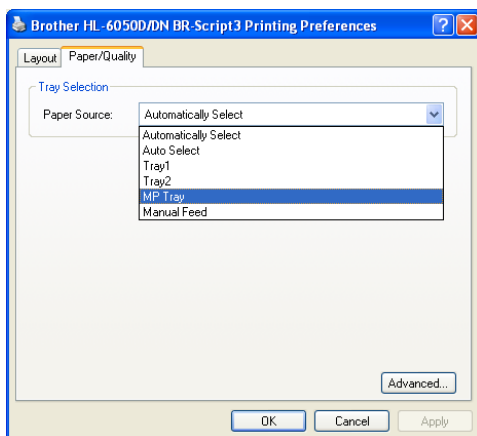 Brother HL-6050D/DN BR-Script3 Printing Preferences
Layout Paper/Quality
Tray Selection
Paper Source: Automatically Select
Automatically Select
Auto Select
Tray1
Tray2
MP Tray
Manual Feed
Advanced...
OK Cancel Apply